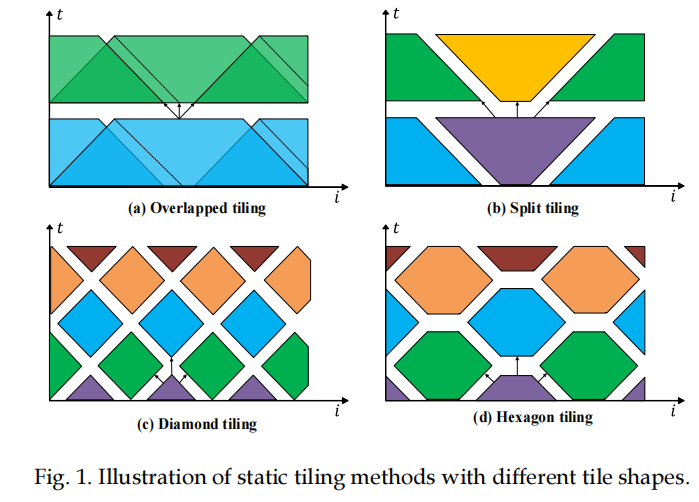 t
t
i
i
(a) Overlapped tiling
(b) Split tiling
t
t
i
i
(c) Diamond tiling
(d) Hexagon tiling
Fig. 1. Illustration of static tiling methods with different tile shapes.